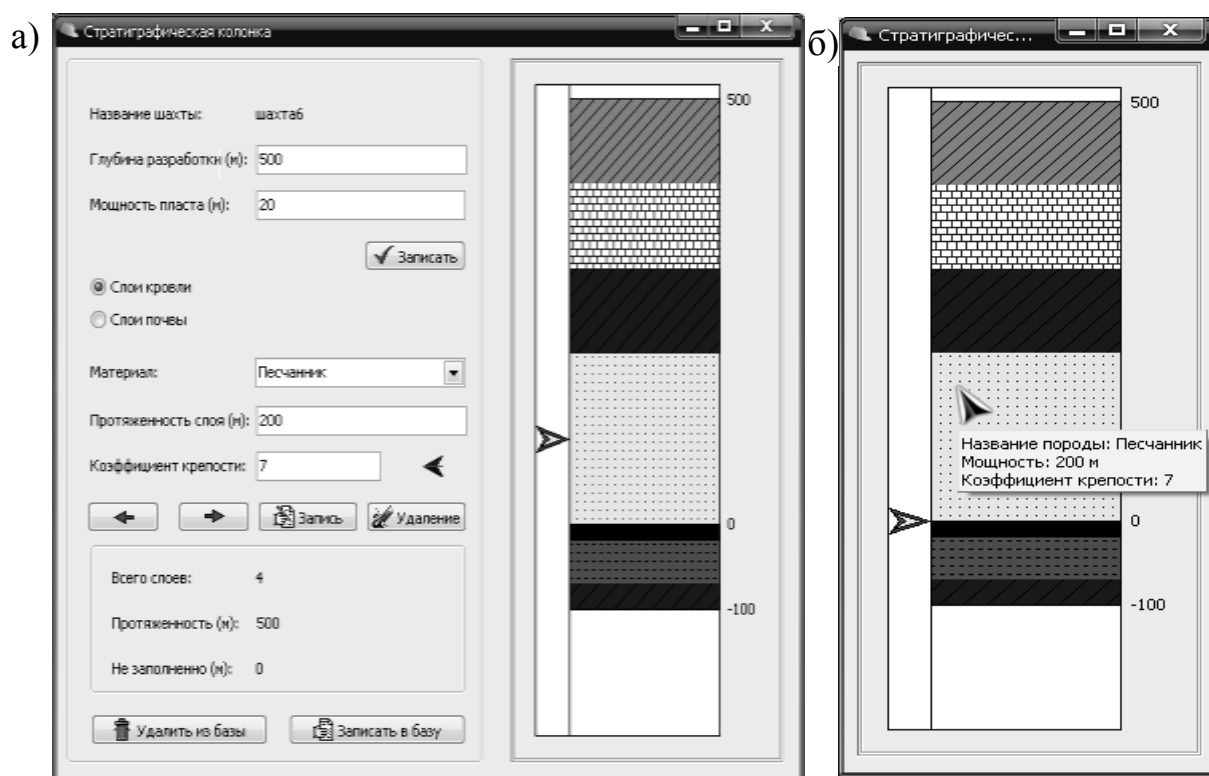 а)
Стратиграфическая колонка
Название шахты: шахта6
Глубина разработки (м): 500
Мощность пласта (м): 20
Записать
Слои кровли
Слои почвы
Материал: Песчанник
Протяженность слоя (м): 200
Коэффициент крепости: 7
Запись Удаление
Всего слоев: 4
Протяженность (м): 500
Не заполненно (м): 0
Удалить из базы Записать в базу
500
0
-100
б)
Стратиграфичес...
500
Название породы: Песчанник
Мощность: 200 м
Коэффициент крепости: 7
0
-100